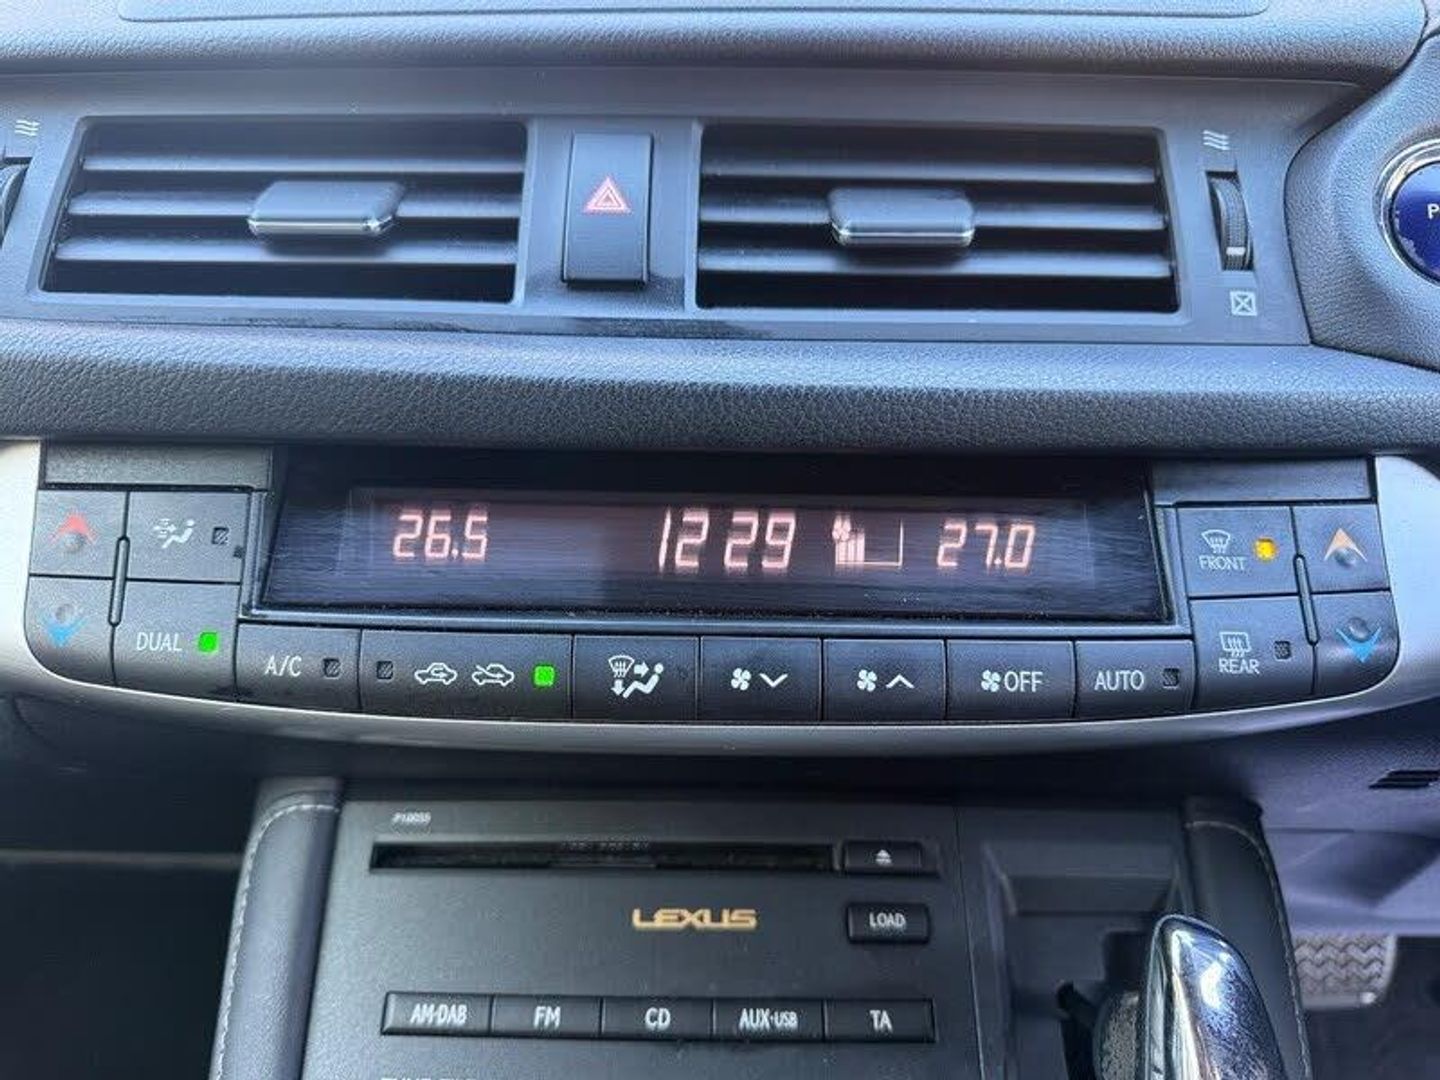 P
26.5 12 29 27.0
FRONT
DUAL
A/C
OFF
AUTO
REAR
P10050
LEXUS
LOAD
AM·DAB
FM
CD
AUX·USB
TA